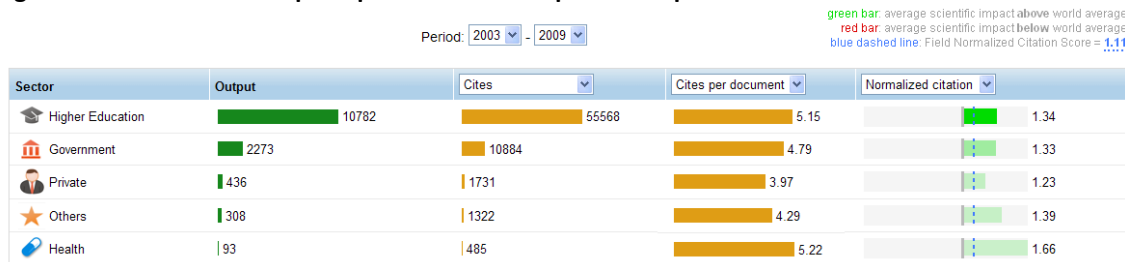 green bar: average scientific impact above world average
red bar: average scientific impact below world average
Period: 2003 - 2009
blue dashed line: Field Normalized Citation Score = 1.11
Sector Output Cites Cites per document Normalized citation
Higher Education 10782 55568 5.15 1.34
Government 2273 10884 4.79 1.33
Private 436 1731 3.97 1.23
Others 308 1322 4.29 1.39
Health 93 485 5.22 1.66